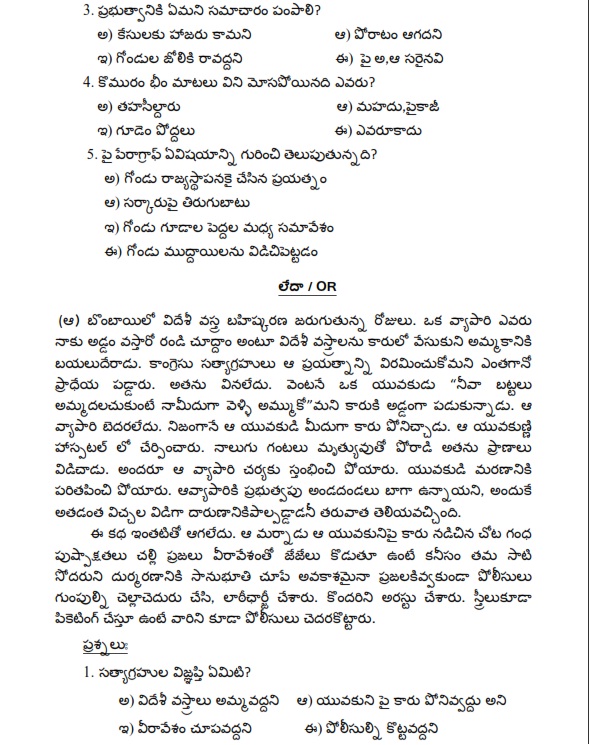 3. ప్రభుత్వానికి ఏమని సమాచారం పంపాలి?
అ) కేసులకు హాజరు కామని ఆ) పోరాటం ఆగదని
ఇ) గోండుల జోలికి రావద్దని ఈ) పై అ,ఆ సరైనవి
4. కొమురం భీం మాటలు విని మోసపోయినది ఎవరు?
అ) తహసీల్దారు ఆ) మహదు,పైకాజీ
ఇ) గూడెం పోద్దలు ఈ) ఎవరూకాదు
5. పై పేరాగ్రాఫ్ ఏవిషయాన్ని గురించి తెలుపుతున్నది?
అ) గోండు రాజ్యస్థాపనకై చేసిన ప్రయత్నం
ఆ) సర్కారుపై తిరుగుబాటు
ఇ) గోండు గూడాల పెద్దల మధ్య సమావేశం
ఈ) గోండు ముద్దాయిలను విడిచిపెట్టడం
లేదా / OR
(ఆ) బొంబాయిలో విదేశీ వస్త్ర బహిష్కరణ జరుగుతున్న రోజులు. ఒక వ్యాపారి ఎవరు
నాకు అడ్డం వస్తారో రండి చూద్దాం అంటూ విదేశీ వస్త్రాలను కారులో వేసుకుని అమ్మకానికి
బయలుదేరాడు. కాంగ్రెసు సత్యాగ్రహులు ఆ ప్రయత్నాన్ని విరమించుకోమని ఎంతగానో
ప్రాధేయ పడ్డారు. అతను వినలేదు. వెంటనే ఒక యువకుడు “నీవా బట్టలు
అమ్మదలచుకుంటే నామీదుగా వెళ్ళి అమ్ముకో”మని కారుకి అడ్డంగా పడుకున్నాడు. ఆ
వ్యాపారి బెదరలేదు. నిజంగానే ఆ యువకుడి మీదుగా కారు పోనిచ్చాడు. ఆ యువకుణ్ణి
హాస్పటల్ లో చేర్పించారు. నాలుగు గంటలు మృత్యువుతో పోరాడి అతను ప్రాణాలు
విడిచాడు. అందరూ ఆ వ్యాపారి చర్యకు స్తంభించి పోయారు. యువకుడి మరణానికి
పరితపించి పోయారు. ఆవ్యాపారికి ప్రభుత్వపు అండదండలు బాగా ఉన్నాయని, అందుకే
అతడంత విచ్చల విడిగా దారుణానికిపాల్పడ్డాడనీ తరువాత తెలియవచ్చింది.
ఈ కథ ఇంతటితో ఆగలేదు. ఆ మర్నాడు ఆ యువకునిపై కారు నడిచిన చోట గంధ
పుష్పాక్షతలు చల్లి ప్రజలు వీరావేశంతో జేజేలు కొడుతూ ఉంటే కనీసం తమ సాటి
సోదరుని దుర్మరణానికి సానుభూతి చూపే అవకాశమైనా ప్రజలకివ్వకుండా పోలీసులు
గుంపుల్ని చెల్లాచెదురు చేసి, లాఠీఛార్జీ చేశారు. కొందరిని అరస్టు చేశారు. స్త్రీలుకూడా
పికెటింగ్ చేస్తూ ఉంటే వారిని కూడా పోలీసులు చెదరకొట్టారు.
ప్రశ్నలుః
1. సత్యాగ్రహుల విజ్ఞప్తి ఏమిటి?
అ) విదేశీ వస్త్రాలు అమ్మవద్దని ఆ) యువకుని పై కారు పోనివ్వద్దు అని
ఇ) వీరావేశం చూపవద్దని ఈ) పోలీసుల్ని కొట్టవద్దని